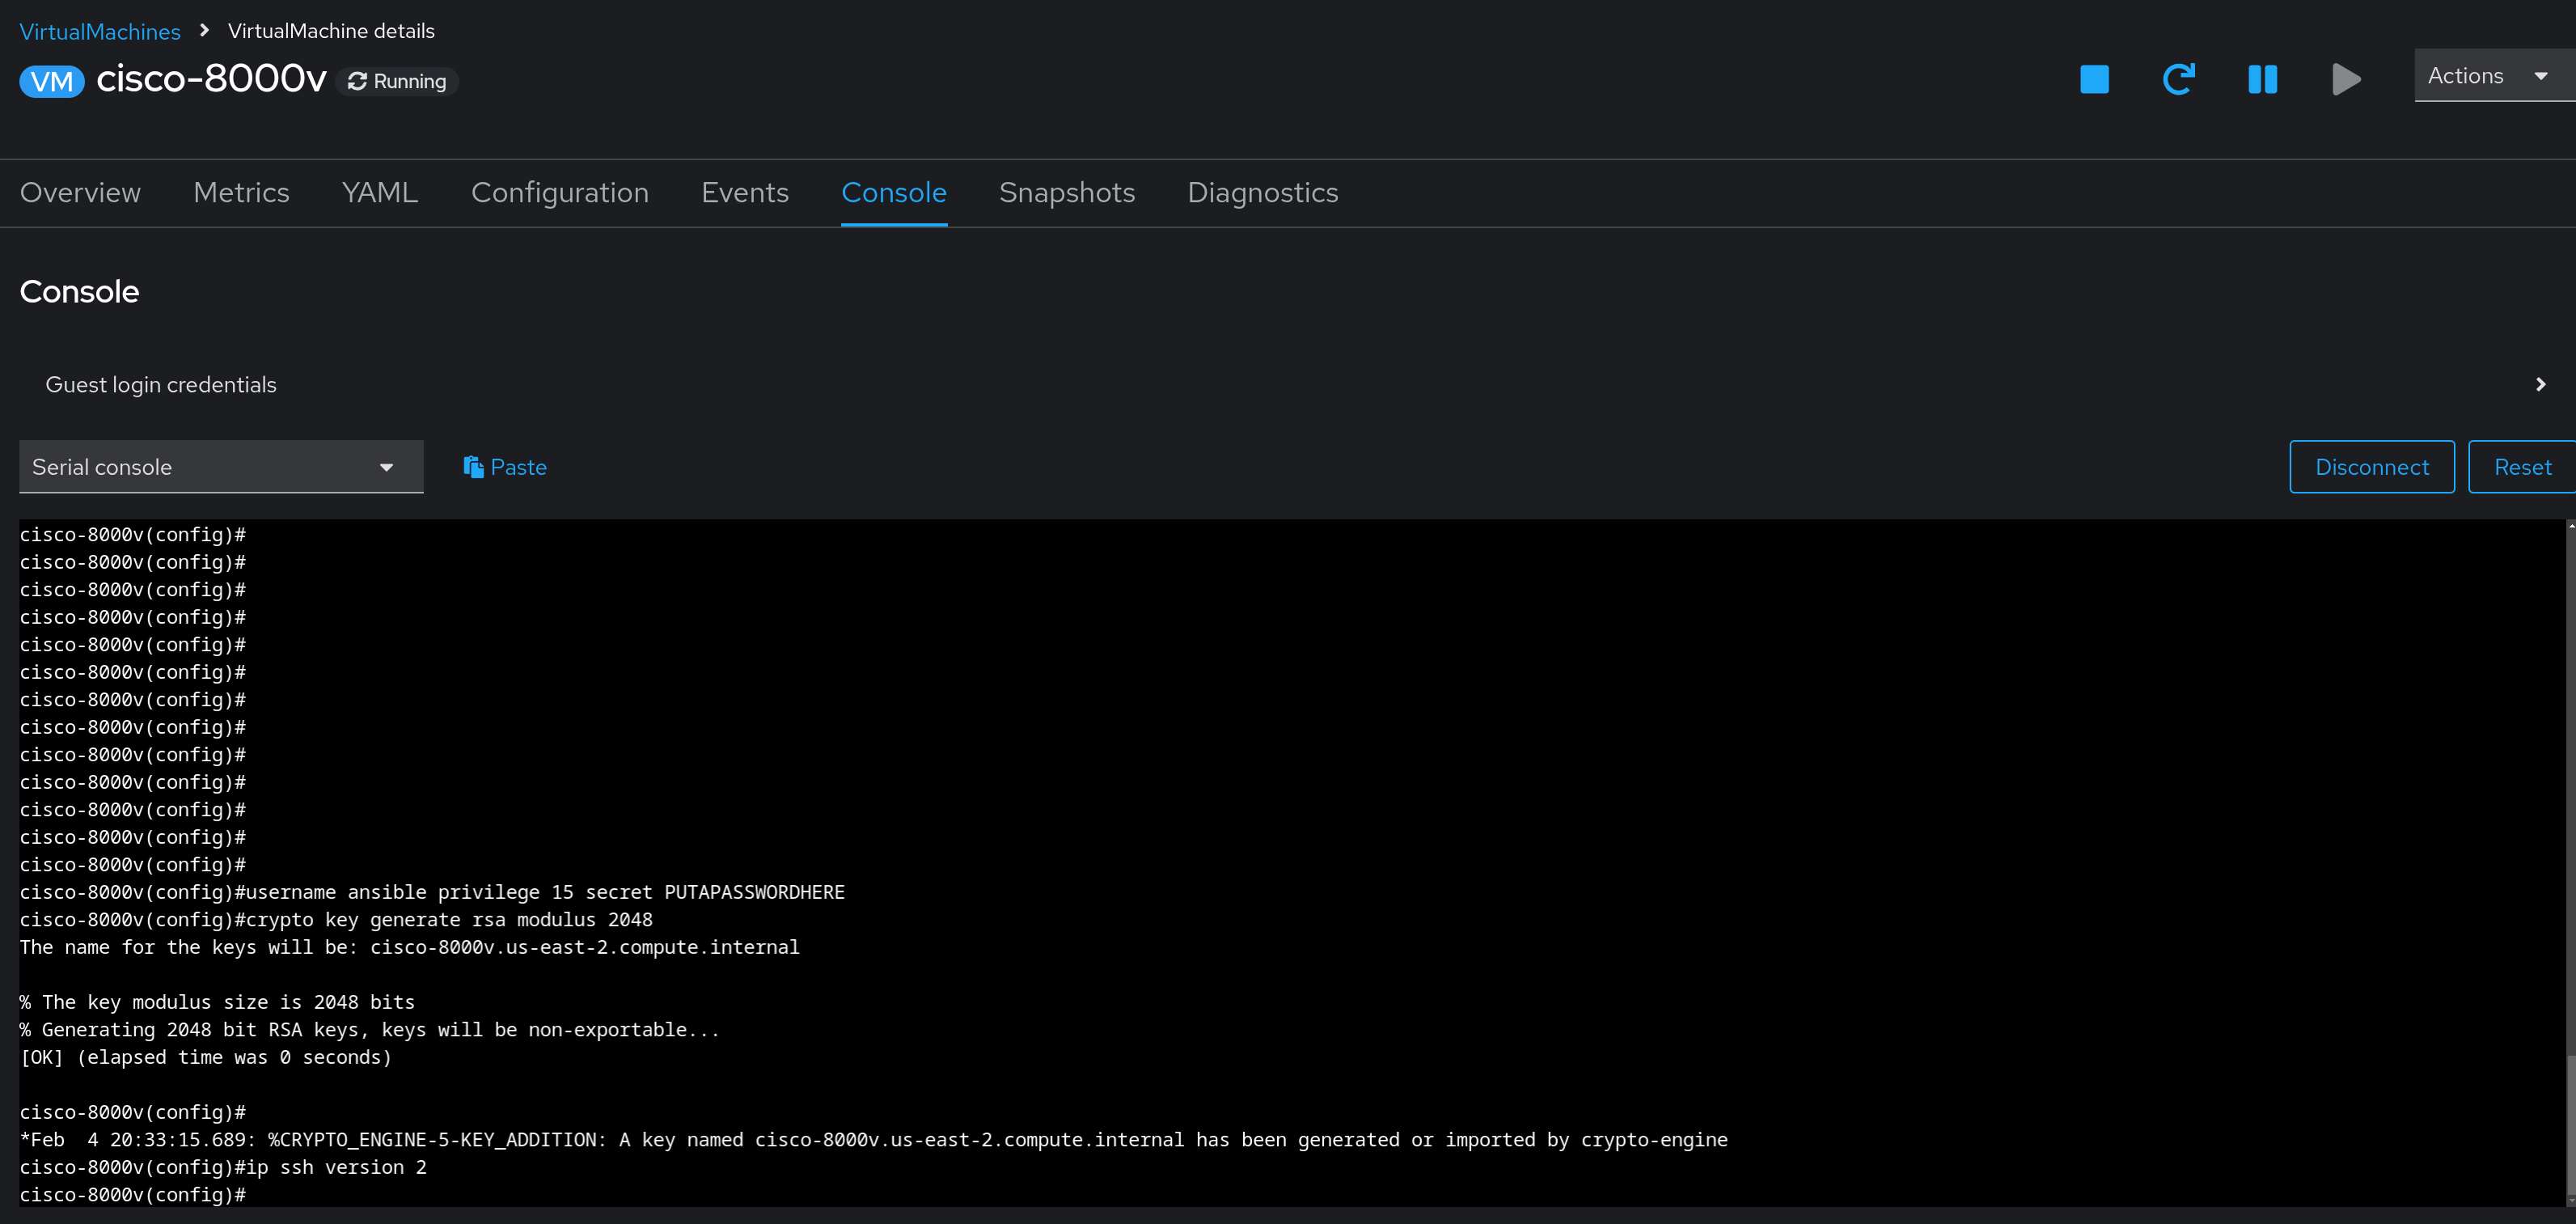 VirtualMachines > VirtualMachine details
VM cisco-8000v Running
Actions
Overview Metrics YAML Configuration Events Console Snapshots Diagnostics
Console
Guest login credentials
Serial console Paste Disconnect Reset
cisco-8000v(config)#
cisco-8000v(config)#
cisco-8000v(config)#
cisco-8000v(config)#
cisco-8000v(config)#
cisco-8000v(config)#
cisco-8000v(config)#
cisco-8000v(config)#
cisco-8000v(config)#
cisco-8000v(config)#
cisco-8000v(config)#
cisco-8000v(config)#
cisco-8000v(config)#
cisco-8000v(config)#username ansible privilege 15 secret PUTAPASSWORDHERE
cisco-8000v(config)#crypto key generate rsa modulus 2048
The name for the keys will be: cisco-8000v.us-east-2.compute.internal
% The key modulus size is 2048 bits
% Generating 2048 bit RSA keys, keys will be non-exportable...
[OK] (elapsed time was 0 seconds)
cisco-8000v(config)#
*Feb  4 20:33:15.689: %CRYPTO_ENGINE-5-KEY_ADDITION: A key named cisco-8000v.us-east-2.compute.internal has been generated or imported by crypto-engine
cisco-8000v(config)#ip ssh version 2
cisco-8000v(config)#